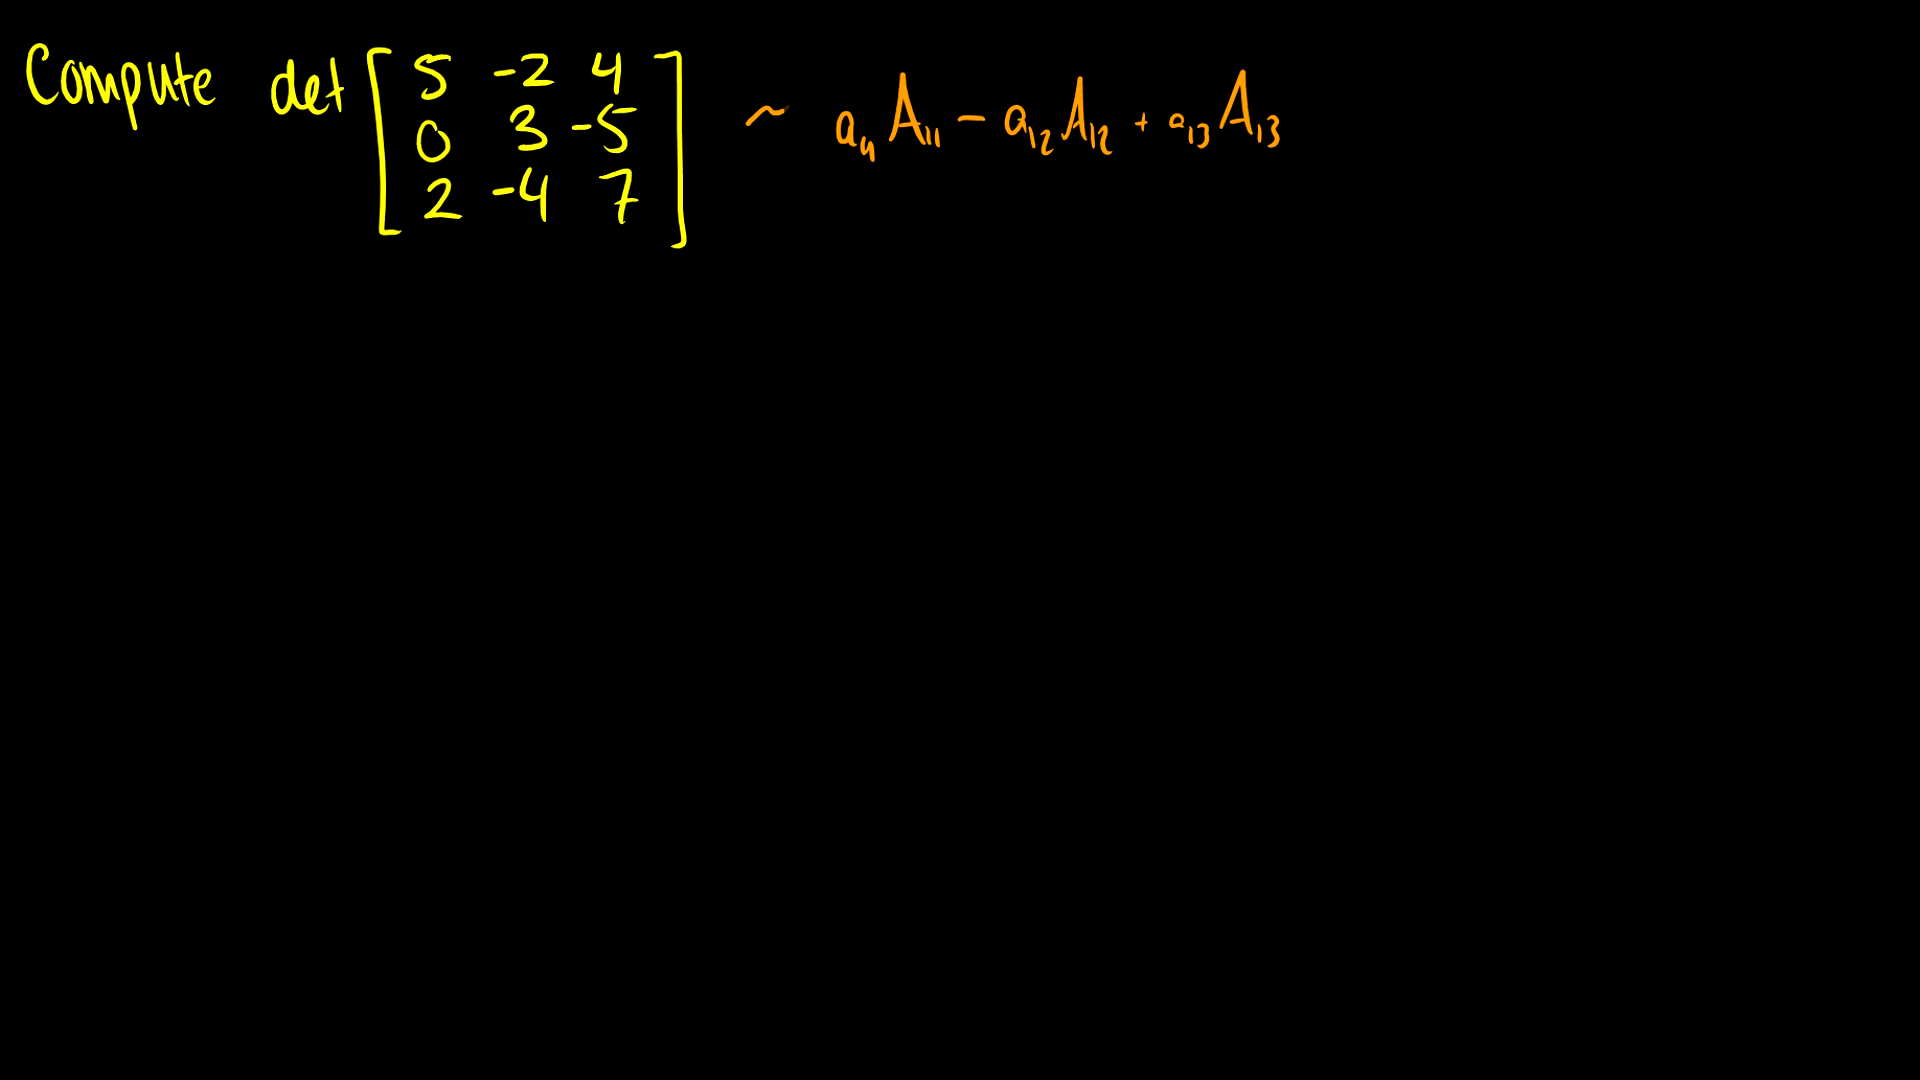 Compute det [ 5 -2 4 ; 0 3 -5 ; 2 -4 7 ] ~ a₁₁A₁₁ - a₁₂A₁₂ + a₁₃A₁₃